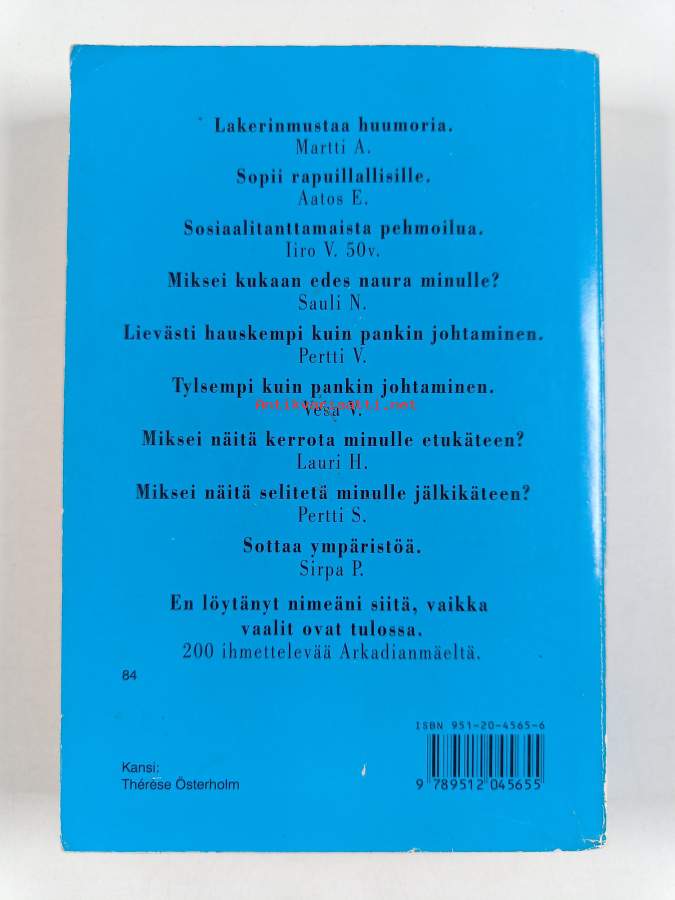 Lakerinmustaa huumoria.
Martti A.
Sopii rapuillallisille.
Aatos E.
Sosiaalitanttamaista pehmoilua.
Iiro V. 50v.
Miksei kukaan edes naura minulle?
Sauli N.
Lievästi hauskempi kuin pankin johtaminen.
Pertti V.
Tylsempi kuin pankin johtaminen.
Antikvariaatti.net
Vesa V.
Miksei näitä kerrota minulle etukäteen?
Lauri H.
Miksei näitä selitetä minulle jälkikäteen?
Pertti S.
Sottaa ympäristöä.
Sirpa P.
En löytänyt nimeäni siitä, vaikka
vaalit ovat tulossa.
200 ihmettelevää Arkadianmäeltä.
84
ISBN 951-20-4565-6
Kansi:
Thérèse Österholm
9 789512 045655